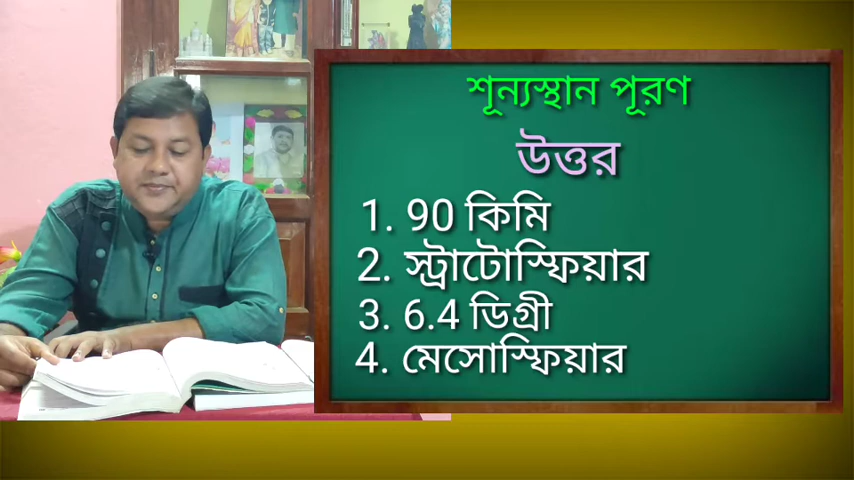 শূন্যস্থান পূরণ
উত্তর
1. 90 কিমি
2. স্ট্রাটোস্ফিয়ার
3. 6.4 ডিগ্রী
4. মেসোস্ফিয়ার